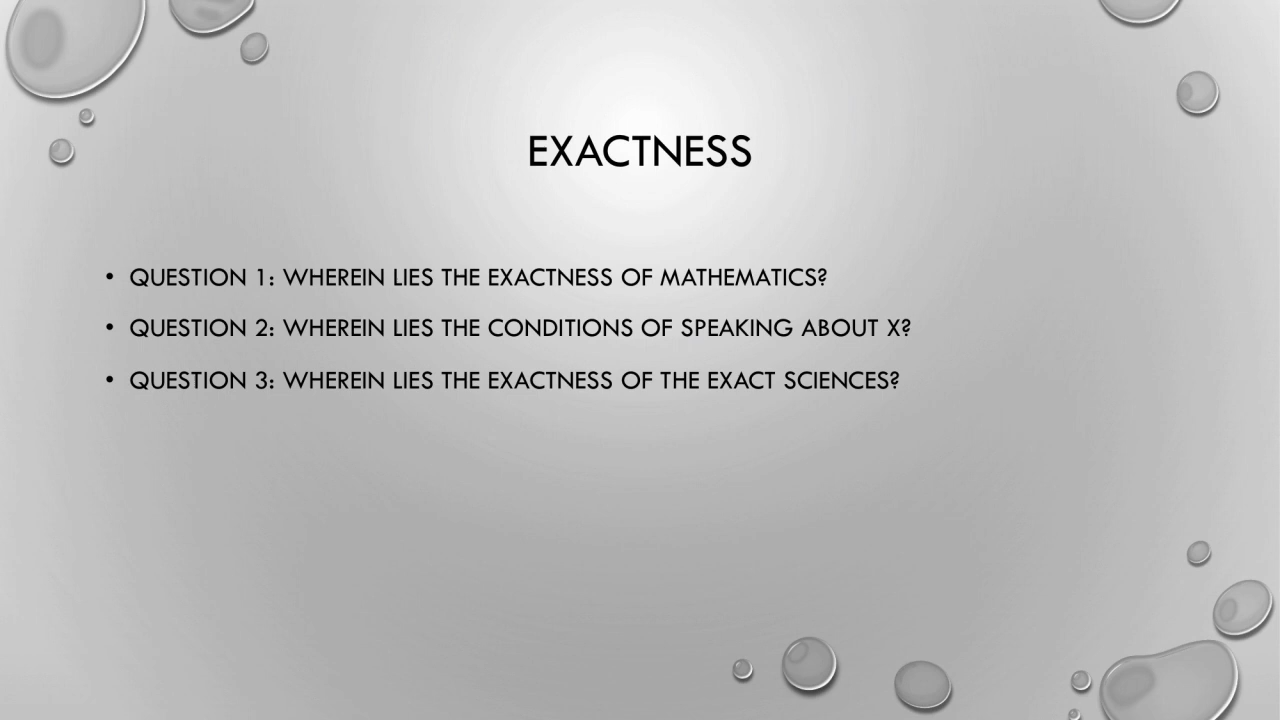 EXACTNESS
• QUESTION 1: WHEREIN LIES THE EXACTNESS OF MATHEMATICS?
• QUESTION 2: WHEREIN LIES THE CONDITIONS OF SPEAKING ABOUT X?
• QUESTION 3: WHEREIN LIES THE EXACTNESS OF THE EXACT SCIENCES?